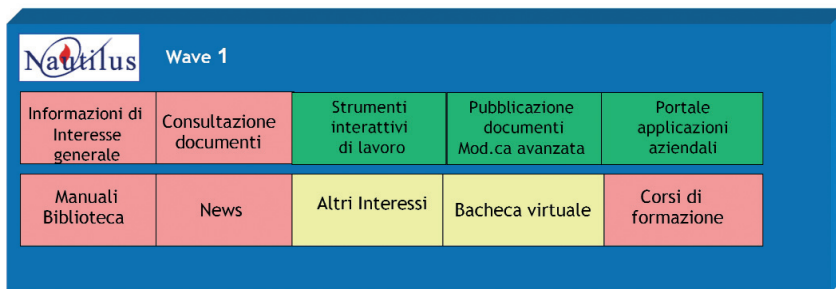 Nautilus
Wave 1
Informazioni di
Interesse
generale
Consultazione
documenti
Strumenti
interattivi
di lavoro
Pubblicazione
documenti
Mod.ca avanzata
Portale
applicazioni
aziendali
Manuali
Biblioteca
News
Altri Interessi
Bacheca virtuale
Corsi di
formazione